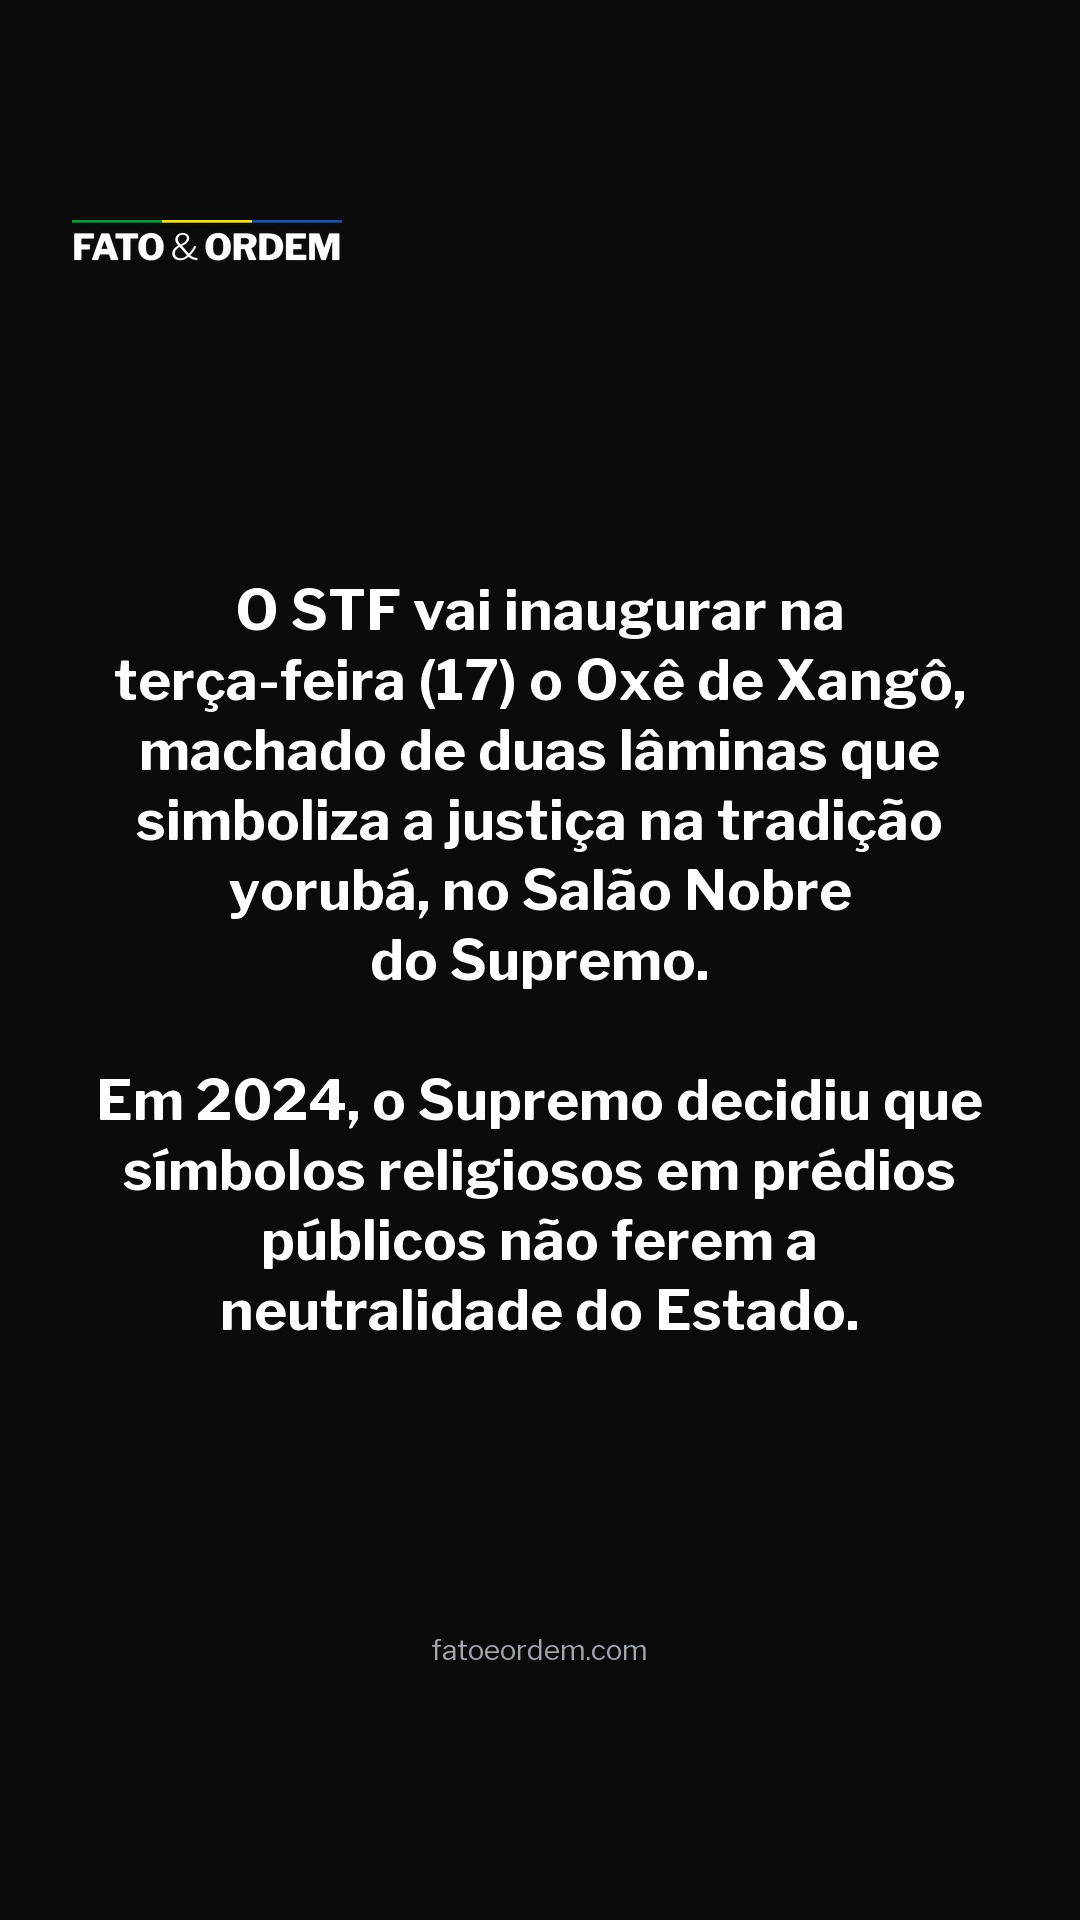 FATO & ORDEM
O STF vai inaugurar na
terça-feira (17) o Oxê de Xangô,
machado de duas lâminas que
simboliza a justiça na tradição
yorubá, no Salão Nobre
do Supremo.
Em 2024, o Supremo decidiu que
símbolos religiosos em prédios
públicos não ferem a
neutralidade do Estado.
fatoeordem.com